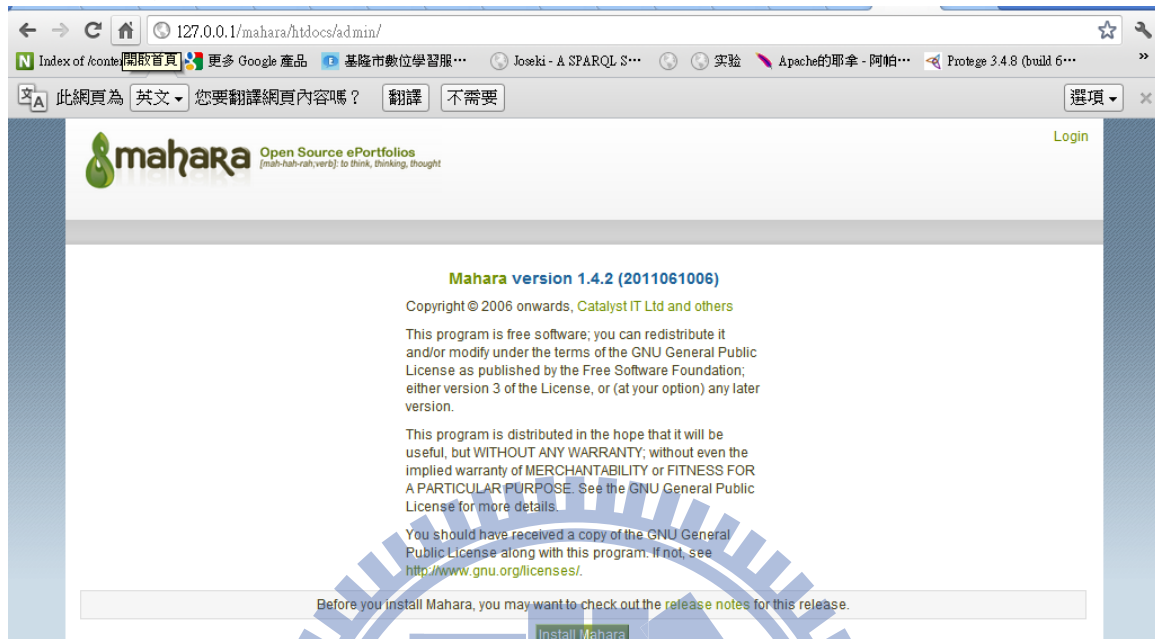 127.0.0.1/mahara/htdocs/admin/
Index of /conten 開啟首頁 更多 Google 產品 基隆市數位學習服… Joseki - A SPARQL S… 实验 Apache的耶拿 - 阿帕… Protege 3.4.8 (build 6… »
此網頁為 英文 您要翻譯網頁內容嗎? 翻譯 不需要 選項
Login
mahara Open Source ePortfolios
[mah-hah-rah;verb]: to think, thinking, thought
Mahara version 1.4.2 (2011061006)
Copyright © 2006 onwards, Catalyst IT Ltd and others
This program is free software; you can redistribute it
and/or modify under the terms of the GNU General Public
License as published by the Free Software Foundation;
either version 3 of the License, or (at your option) any later
version.
This program is distributed in the hope that it will be
useful, but WITHOUT ANY WARRANTY; without even the
implied warranty of MERCHANTABILITY or FITNESS FOR
A PARTICULAR PURPOSE. See the GNU General Public
License for more details.
You should have received a copy of the GNU General
Public License along with this program. If not, see
http://www.gnu.org/licenses/.
Before you install Mahara, you may want to check out the release notes for this release.
Install Mahara